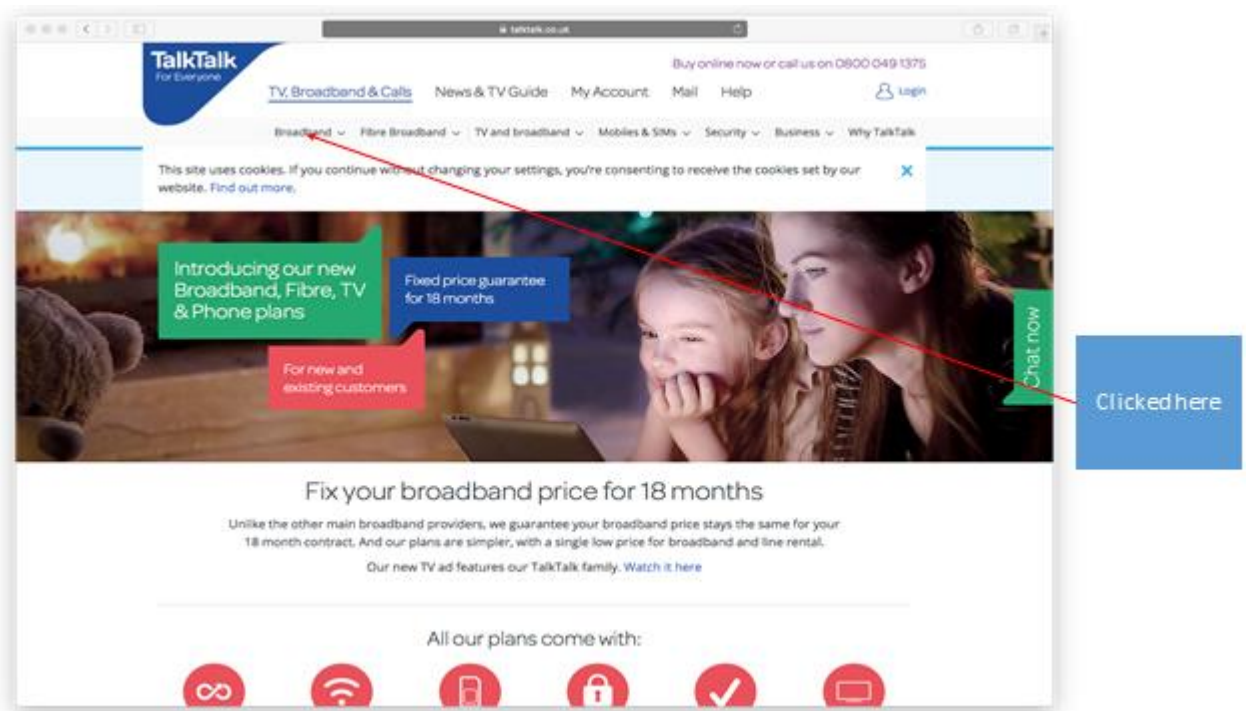 talktalk.co.uk
TalkTalk
For Everyone
Buy online now or call us on 0800 049 1375
TV, Broadband & Calls News & TV Guide My Account Mail Help Login
Broadband Fibre Broadband TV and broadband Mobiles & SIMs Security Business Why TalkTalk
This site uses cookies. If you continue without changing your settings, you're consenting to receive the cookies set by our
website. Find out more.
Introducing our new
Broadband, Fibre, TV
& Phone plans
Fixed price guarantee
for 18 months
For new and
existing customers
Chat now
Clicked here
Fix your broadband price for 18 months
Unlike the other main broadband providers, we guarantee your broadband price stays the same for your
18 month contract. And our plans are simpler, with a single low price for broadband and line rental.
Our new TV ad features our TalkTalk family. Watch it here
All our plans come with: